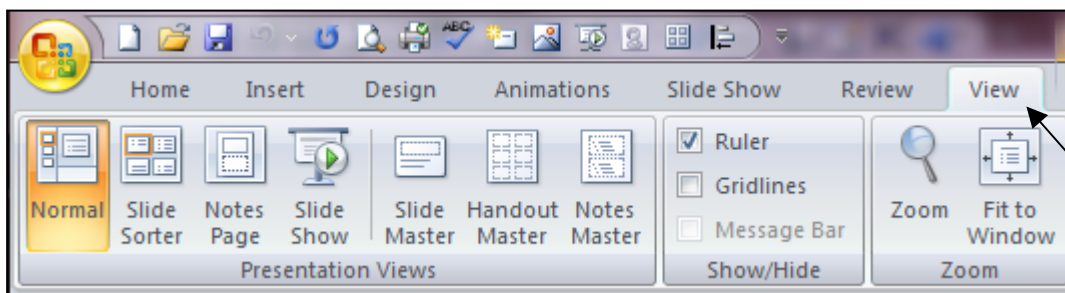 ABC
Home Insert Design Animations Slide Show Review View
Ruler
Gridlines
Normal Slide Notes Slide Slide Handout Notes Zoom Fit to
Sorter Page Show Master Master Master Message Bar Window
Presentation Views Show/Hide Zoom